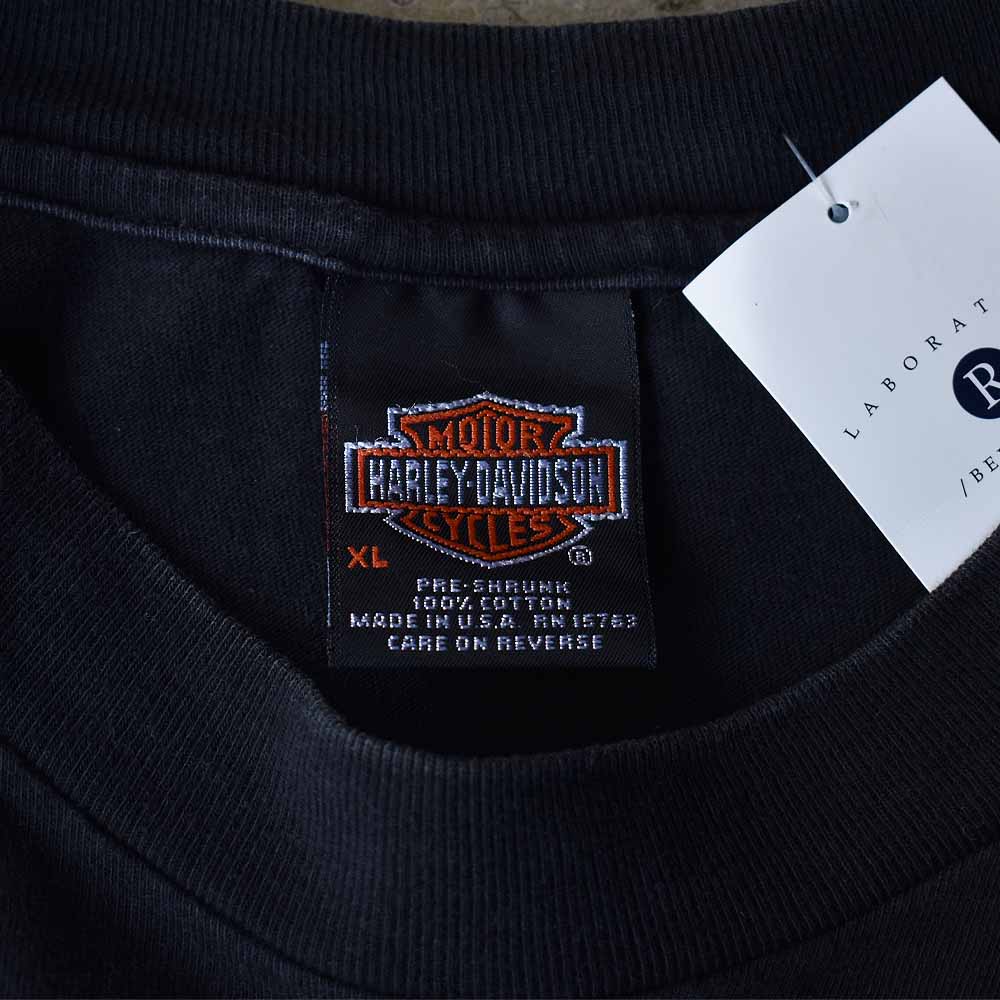 MOTOR
HARLEY-DAVIDSON
CYCLES
XL
®
PRE-SHRUNK
100% COTTON
MADE IN U.S.A. RN 15763
CARE ON REVERSE
LABORAT
R
/BE